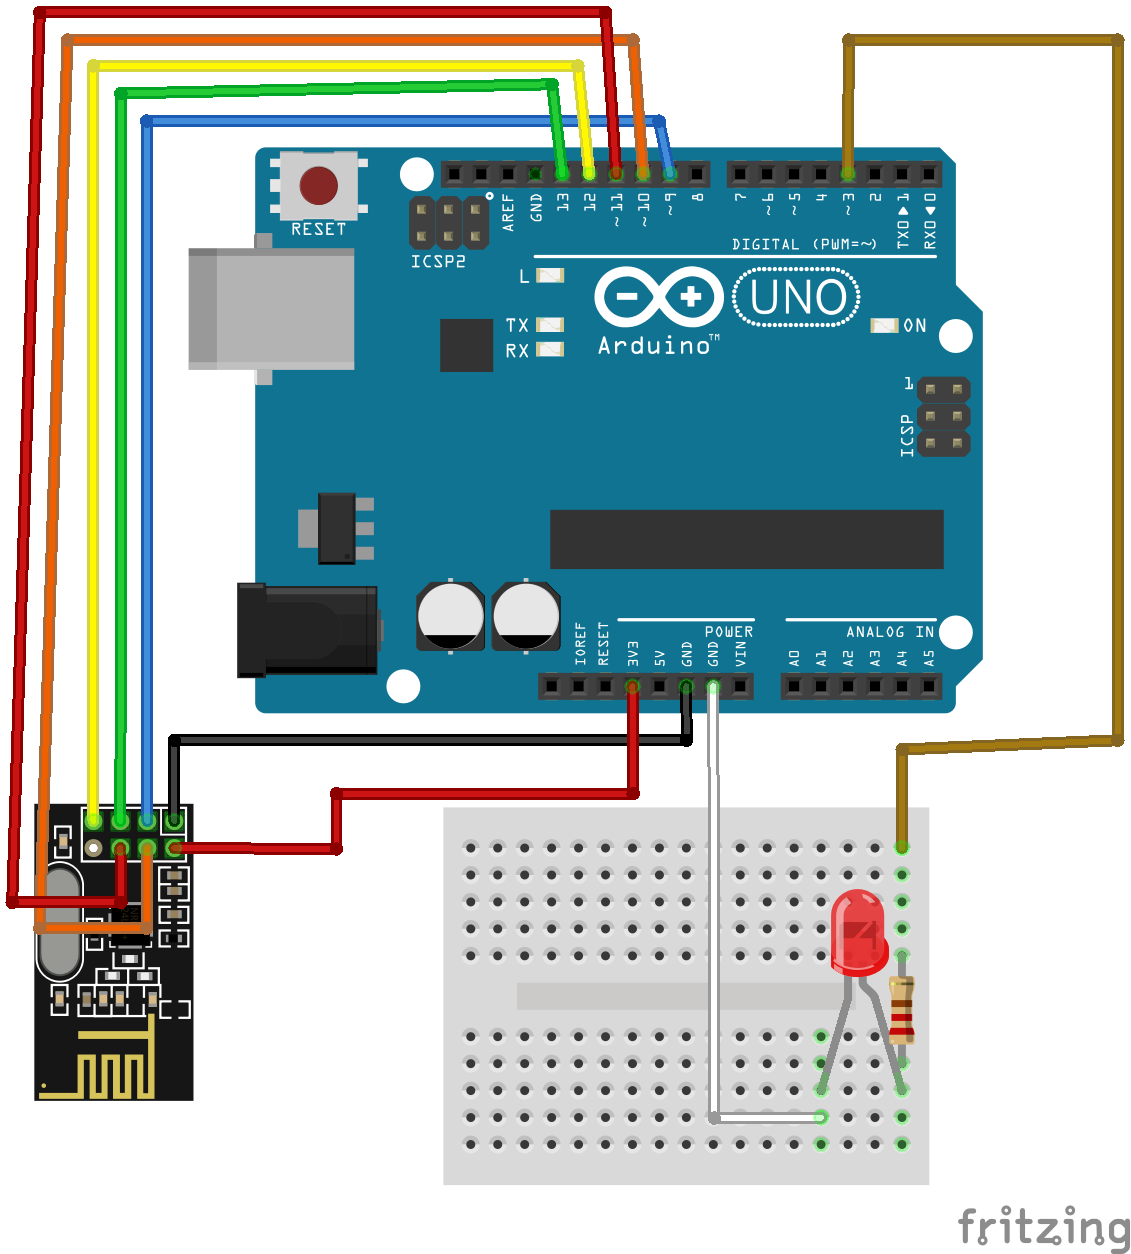 RESET
ICSP2
AREF
GND
13
12
~11
~10
~9
8
7
~6
~5
4
~3
2
TX0▶1
RX0◀0
DIGITAL (PWM=~)
L
TX
RX
UNO
Arduino™
ON
1
ICSP
IOREF
RESET
3V3
5V
GND
GND
VIN
POWER
ANALOG IN
A0
A1
A2
A3
A4
A5
fritzing